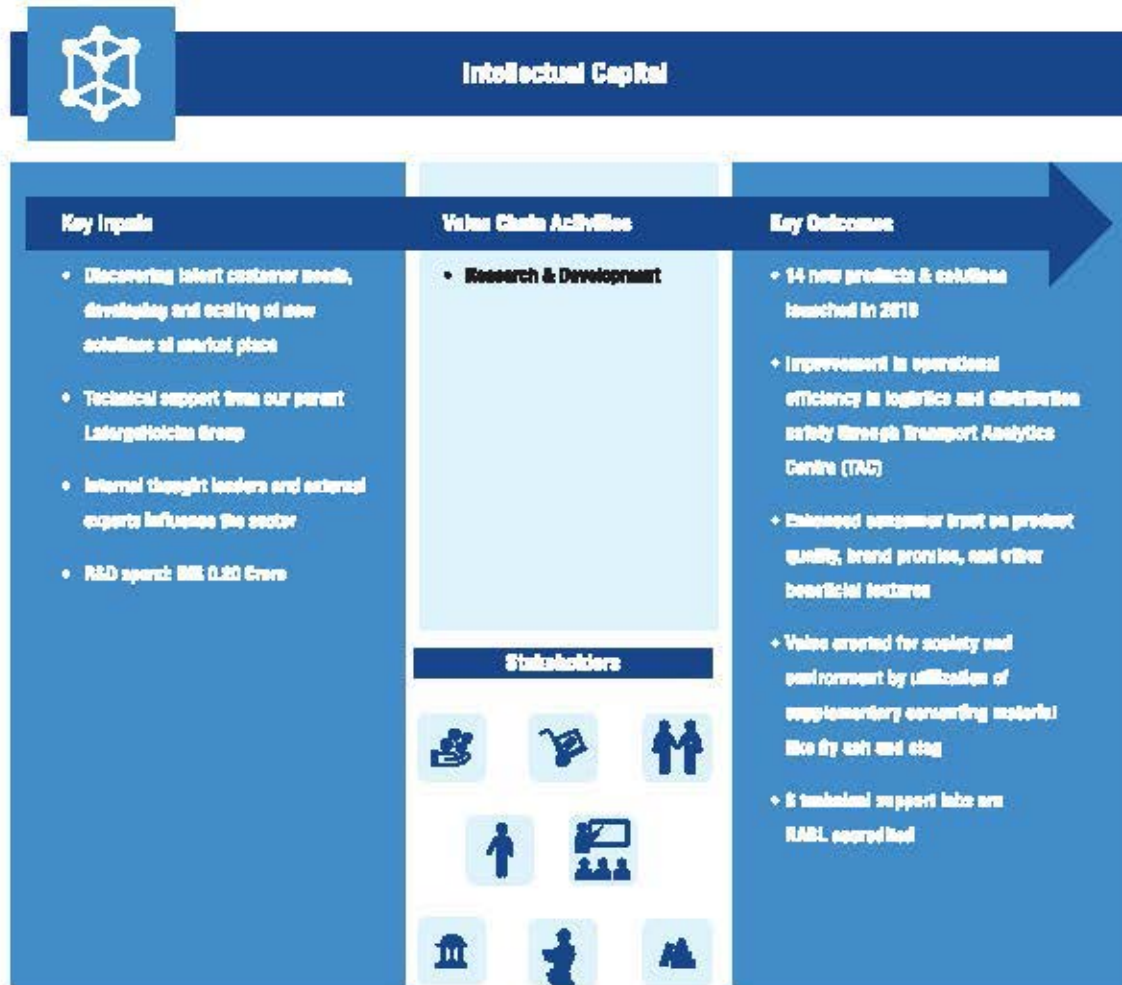 Intellectual Capital
Key Inputs
• Discovering latent customer needs,
developing and scaling of new
solutions at market place
• Technical support from our parent
LafargeHolcim Group
• Internal thought leaders and external
experts influence the sector
• R&D spend: INR 0.80 Crore
Value Chain Activities
• Research & Development
Stakeholders
Key Outcomes
• 14 new products & solutions
launched in
• Improvement in operational
efficiency in logistics and distribution
safety through Transport Analytics
Centre (TAC)
• Enhanced consumer trust on product
quality, brand promise, and other
beneficial features
• Value created for society and
environment by utilization of
supplementary cementing material
like fly ash and slag
• technical support labs are
NABL accredited